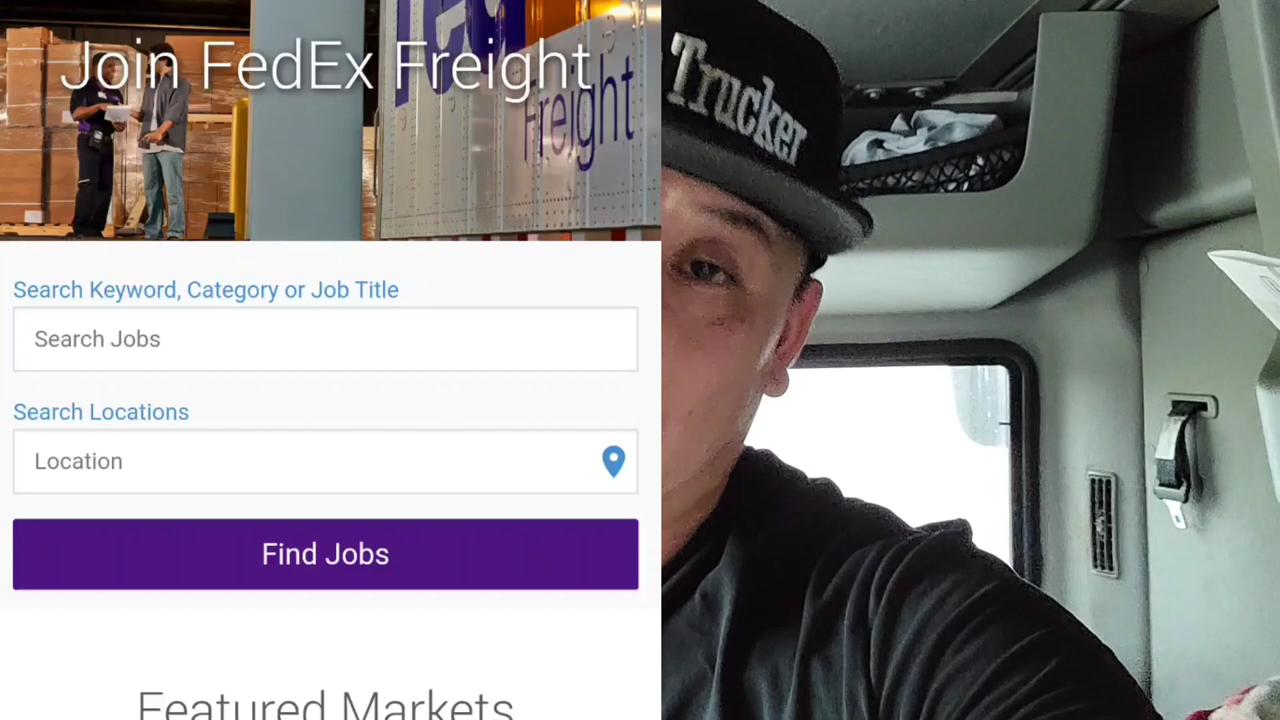 Join FedEx Freight
Freight
Search Keyword, Category or Job Title
Search Jobs
Search Locations
Location
Find Jobs
Featured Markets
Trucker